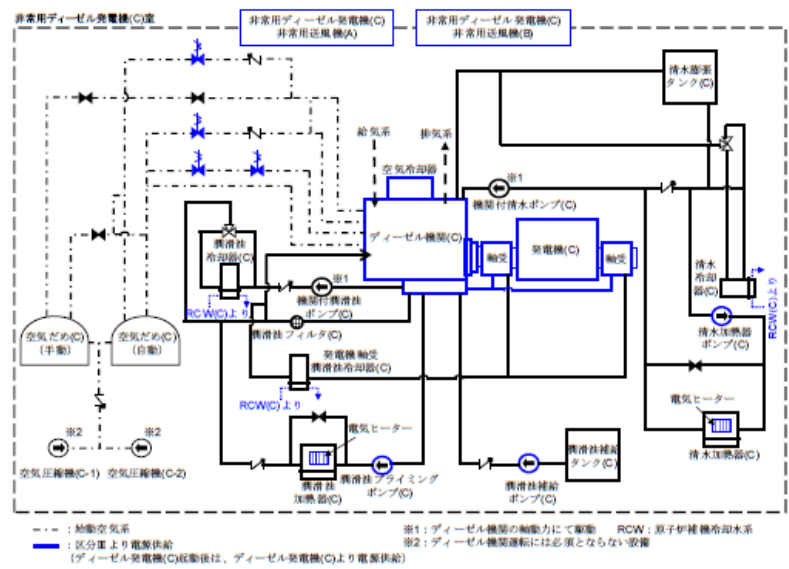 非常用ディーゼル発電機(C)室
非常用ディーゼル発電機(C)
非常用送風機(A)
非常用ディーゼル発電機(C)
非常用送風機(B)
清水膨張
タンク(C)
給気系
排気系
空気冷却器
※1
機関付清水ポンプ(C)
ディーゼル機関(C)
軸受
発電機(C)
軸受
潤滑油
冷却器(C)
※1
機関付潤滑油
ポンプ(C)
RCW(C)より
潤滑油フィルタ(C)
清水
冷却
器(C)
RCW(C)より
清水加熱器
ポンプ(C)
空気だめ(C)
(手動)
空気だめ(C)
(自動)
発電機軸受
潤滑油冷却器(C)
RCW(C)より
電気ヒーター
清水加熱器(C)
電気ヒーター
※2
※2
空気圧縮機(C-1)
空気圧縮機(C-2)
潤滑油
加熱器(C)
潤滑油プライミング
ポンプ(C)
潤滑油補給
タンク(C)
潤滑油補給
ポンプ(C)
:始動空気系
:区分Ⅲより電源供給
(ディーゼル発電機(C)起動後は、ディーゼル発電機(C)より電源供給)
※1:ディーゼル機関の軸動力にて駆動 RCW:原子炉補機冷却水系
※2:ディーゼル機関運転には必須とならない設備